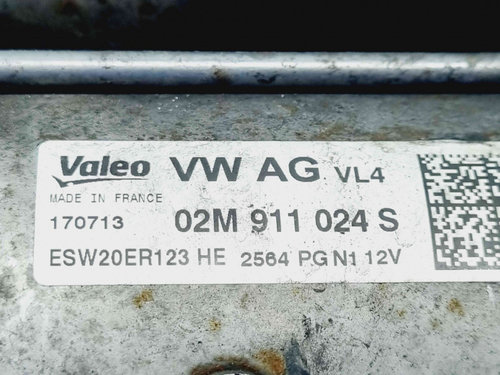 Valeo VW AG VL4
MADE IN FRANCE
170713 02M 911 024 S
ESW20ER123 HE 2564 PG N1 12V